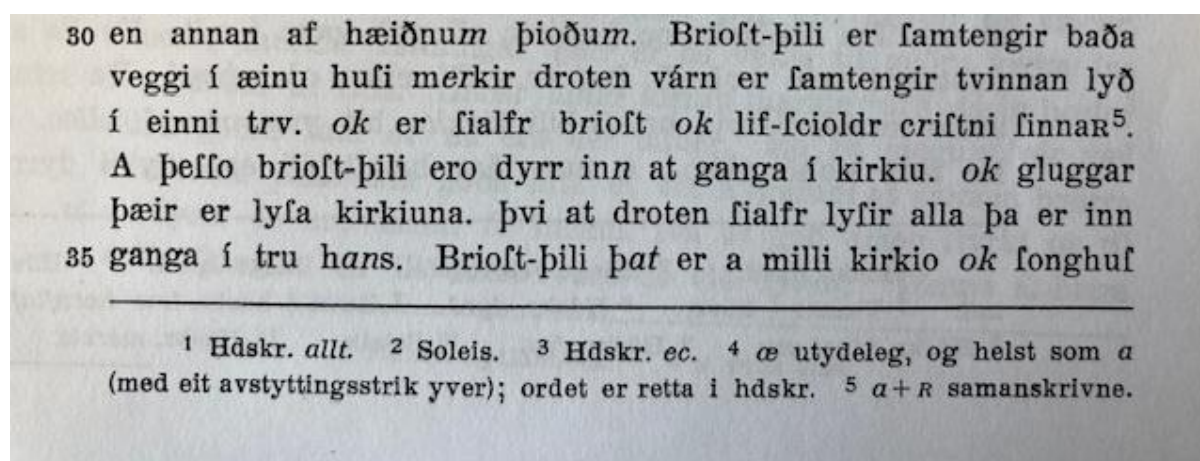 30 en annan af hæiðnum þioðum. Brioſt-þili er ſamtengir baða
veggi í æinu huſi merkir droten várn er ſamtengir tvinnan lyð
í einni trv. ok er ſialfr brioſt ok lif-ſcioldr criſtni ſinnaʀ⁵.
A þeſſo brioſt-þili ero dyrr inn at ganga í kirkiu. ok gluggar
þæir er lyſa kirkiuna. þvi at droten ſialfr lyſir alla þa er inn
35 ganga í tru hans. Brioſt-þili þat er a milli kirkio ok ſonghuſ
¹ Hdskr. allt. ² Soleis. ³ Hdskr. ec. ⁴ æ utydeleg, og helst som a
(med eit avstyttingsstrik yver); ordet er retta i hdskr. ⁵ a+ʀ samanskrivne.